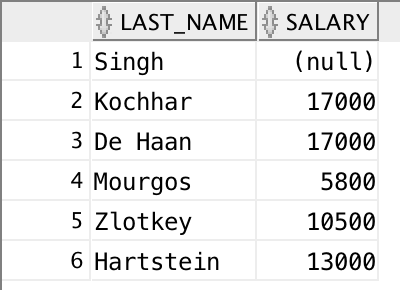 LAST_NAME SALARY
1 Singh (null)
2 Kochhar 17000
3 De Haan 17000
4 Mourgos 5800
5 Zlotkey 10500
6 Hartstein 13000